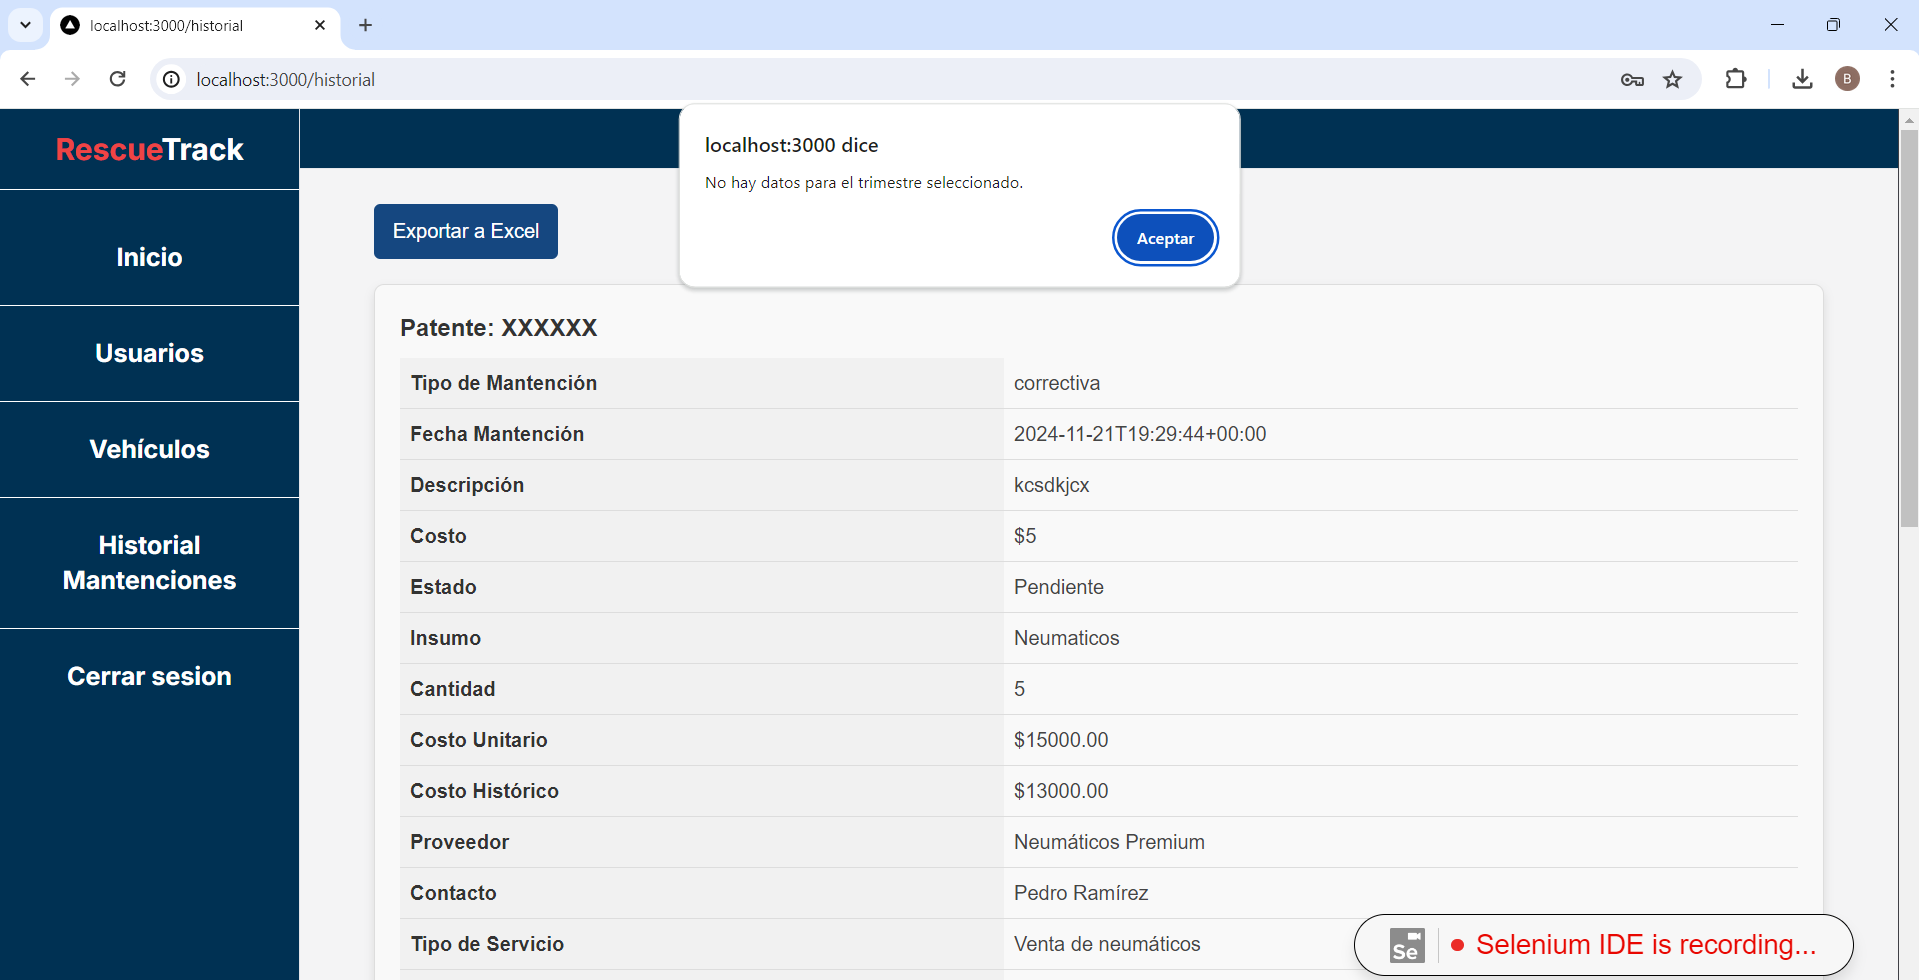 localhost:3000/historial
localhost:3000/historial
B
RescueTrack
localhost:3000 dice
No hay datos para el trimestre seleccionado.
Aceptar
Exportar a Excel
Inicio
Usuarios
Vehículos
Historial
Mantenciones
Cerrar sesion
Patente: XXXXXX
Tipo de Mantención correctiva
Fecha Mantención 2024-11-21T19:29:44+00:00
Descripción kcsdkjcx
Costo $5
Estado Pendiente
Insumo Neumaticos
Cantidad 5
Costo Unitario $15000.00
Costo Histórico $13000.00
Proveedor Neumáticos Premium
Contacto Pedro Ramírez
Tipo de Servicio Venta de neumáticos
Se Selenium IDE is recording...